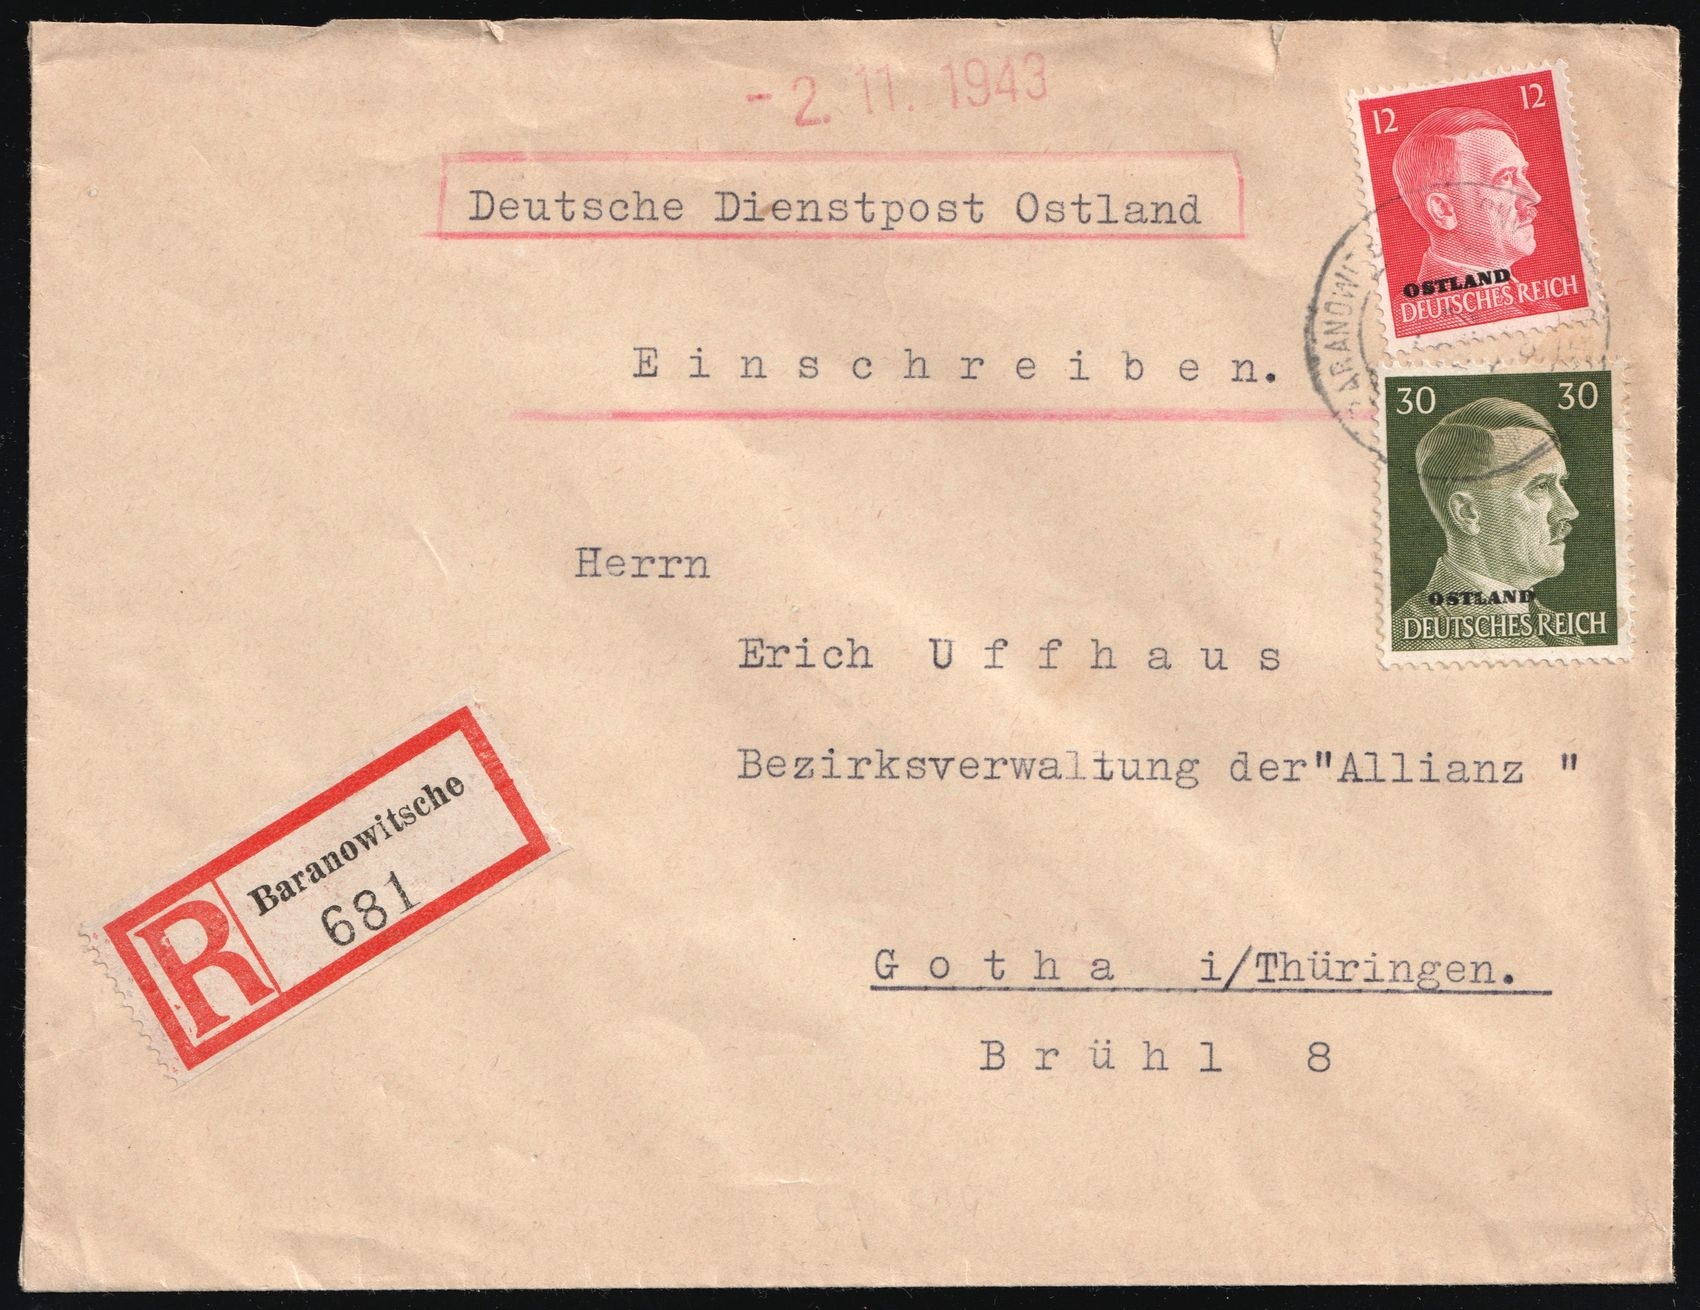 - 2. 11. 1943
Deutsche Dienstpost Ostland
Einschreiben.
12 12
OSTLAND
DEUTSCHES REICH
30 30
OSTLAND
DEUTSCHES REICH
Herrn
Erich Uffhaus
Bezirksverwaltung der "Allianz "
Gotha i/Thüringen.
Brühl 8
R
Baranowitsche
681